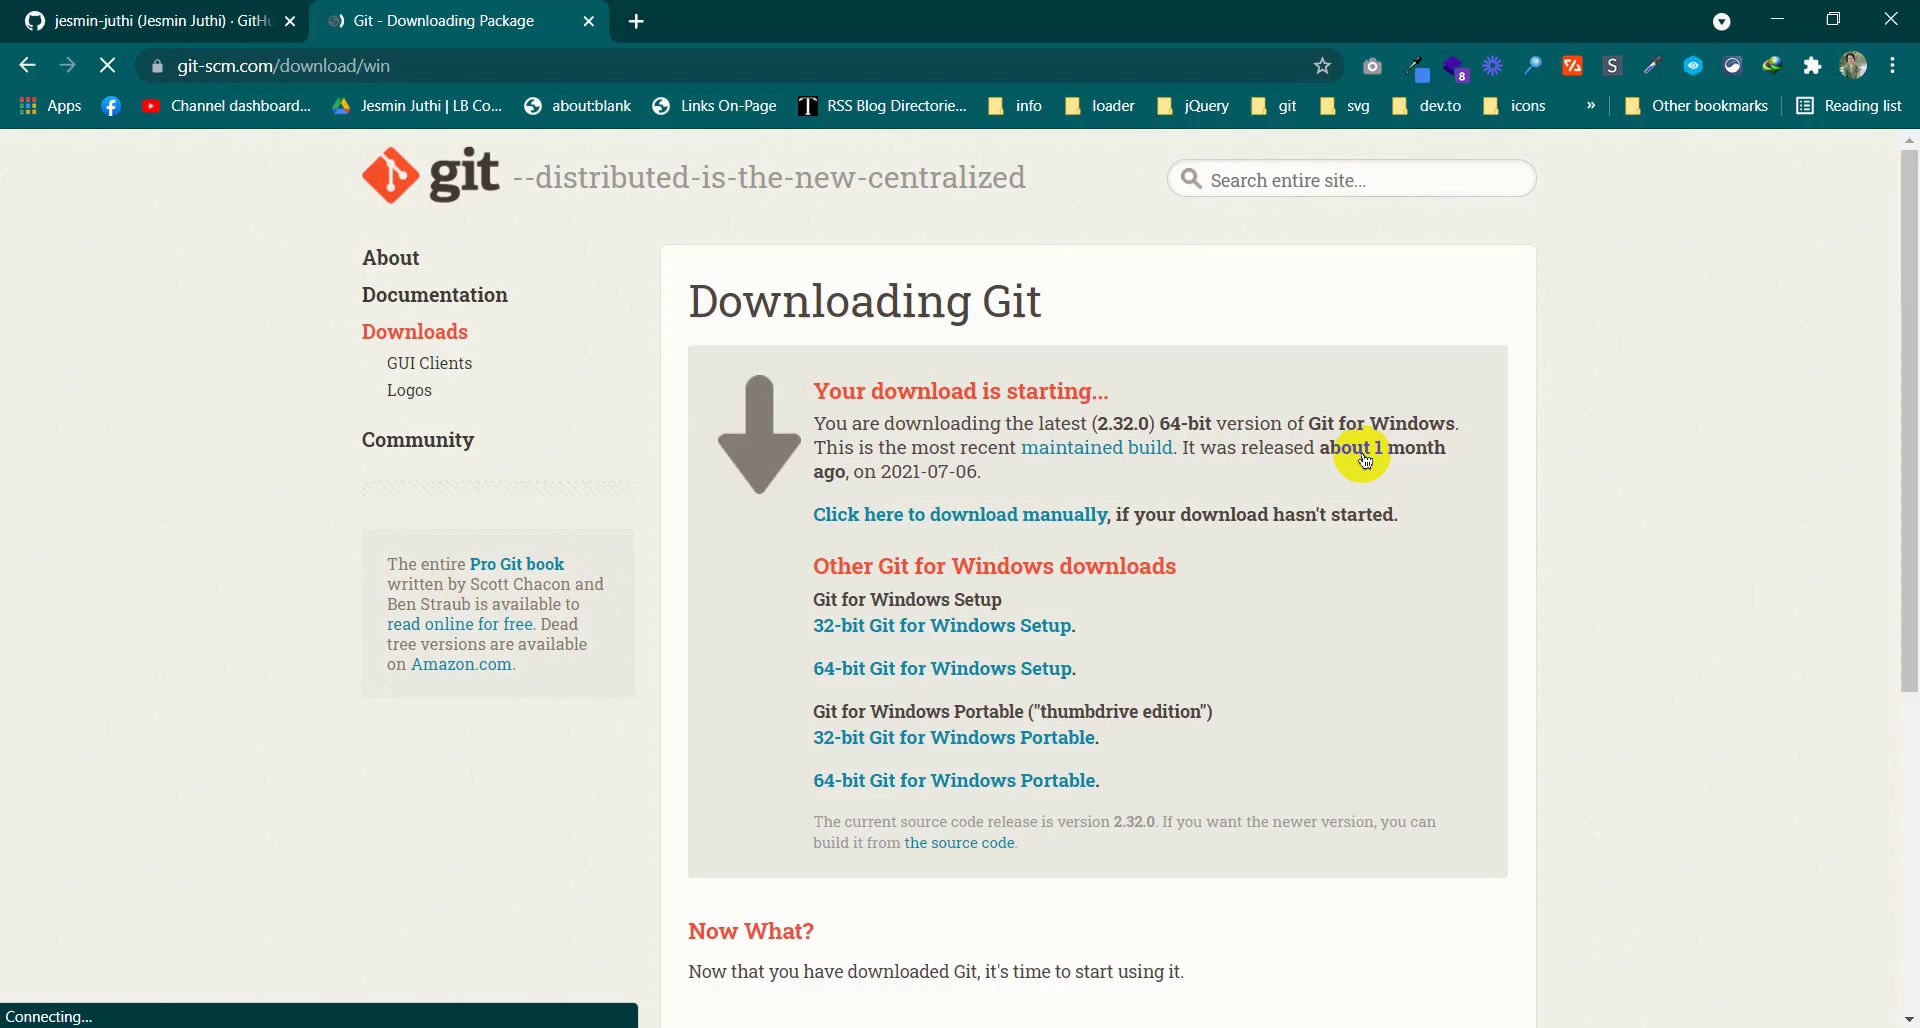 jesmin-juthi (Jesmin Juthi) · GitHu
Git - Downloading Package
git-scm.com/download/win
8
S
Apps
Channel dashboard...
Jesmin Juthi | LB Co...
about:blank
Links On-Page
T
RSS Blog Directorie...
info
loader
jQuery
git
svg
dev.to
icons
»
Other bookmarks
Reading list
git --distributed-is-the-new-centralized
Search entire site...
About
Documentation
Downloads
GUI Clients
Logos
Community
The entire Pro Git book
written by Scott Chacon and
Ben Straub is available to
read online for free. Dead
tree versions are available
on Amazon.com.
Downloading Git
Your download is starting...
You are downloading the latest (2.32.0) 64-bit version of Git for Windows.
This is the most recent maintained build. It was released about 1 month
ago, on 2021-07-06.
Click here to download manually, if your download hasn't started.
Other Git for Windows downloads
Git for Windows Setup
32-bit Git for Windows Setup.
64-bit Git for Windows Setup.
Git for Windows Portable ("thumbdrive edition")
32-bit Git for Windows Portable.
64-bit Git for Windows Portable.
The current source code release is version 2.32.0. If you want the newer version, you can
build it from the source code.
Now What?
Now that you have downloaded Git, it's time to start using it.
Connecting...